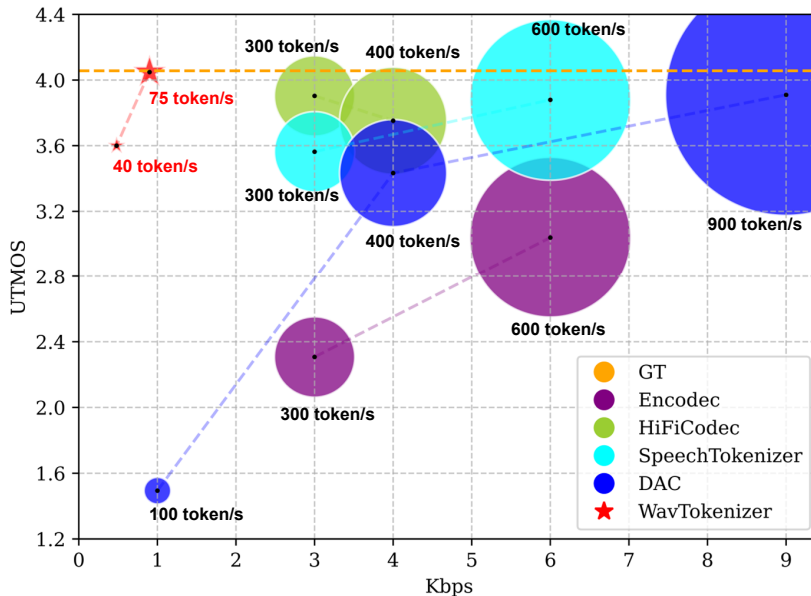 4.4
4.0
3.6
3.2
2.8
2.4
2.0
1.6
1.2
UTMOS
300 token/s
400 token/s
600 token/s
75 token/s
40 token/s
300 token/s
400 token/s
900 token/s
600 token/s
300 token/s
100 token/s
GT
Encodec
HiFiCodec
SpeechTokenizer
DAC
WavTokenizer
0 1 2 3 4 5 6 7 8 9
Kbps